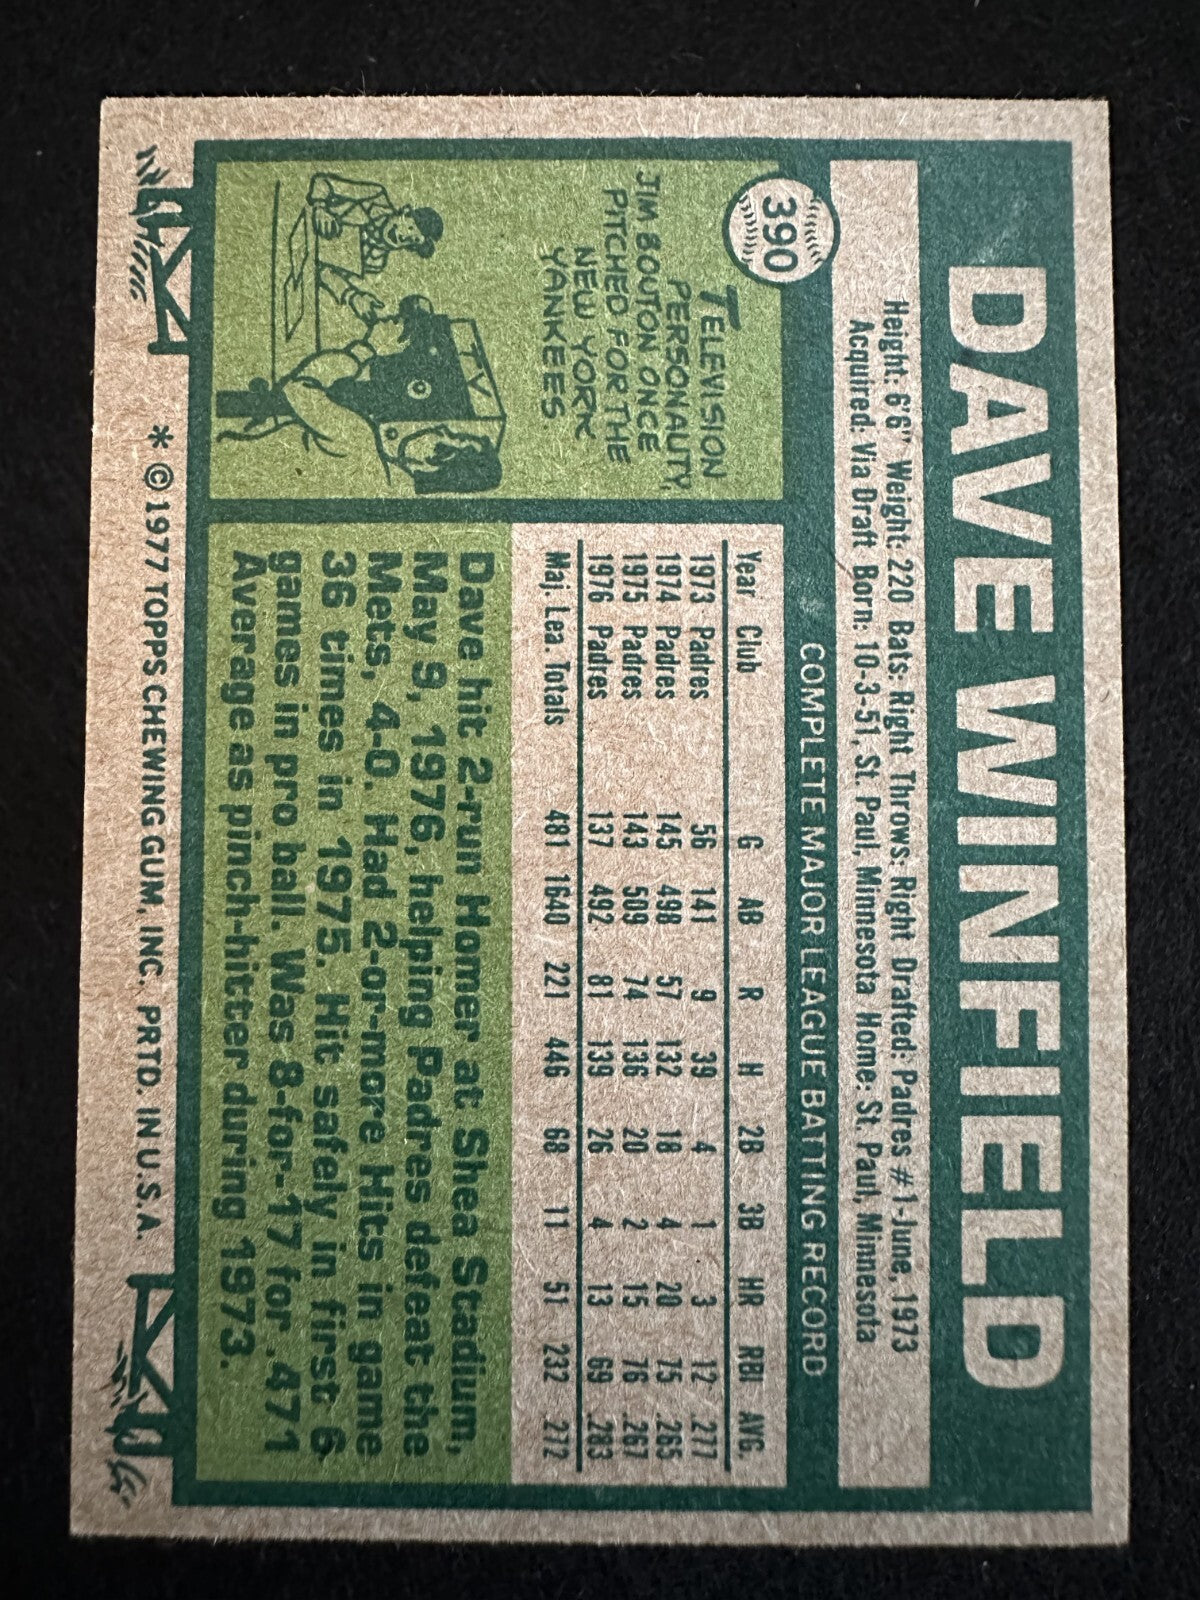 DAVE WINFIELD
Height: 6'6" Weight: 220 Bats: Right Throws: Right Drafted: Padres #1-June, 1973
Acquired: Via Draft Born: 10-3-51, St. Paul, Minnesota Home: St. Paul, Minnesota
390
COMPLETE MAJOR LEAGUE BATTING RECORD
Year Club G AB R H 2B 3B HR RBI AVG.
1973 Padres 56 141 9 39 4 1 3 12 .277
1974 Padres 145 498 57 132 18 4 20 75 .265
1975 Padres 143 509 74 136 20 2 15 76 .267
1976 Padres 137 492 81 139 26 4 13 69 .283
Maj. Lea. Totals 481 1640 221 446 68 11 51 232 .272
TELEVISION
PERSONALITY,
JIM BOUTON ONCE
PITCHED FOR THE
NEW YORK
YANKEES.
TV
Dave hit 2-run Homer at Shea Stadium,
May 9, 1976, helping Padres defeat the
Mets, 4-0. Had 2-or-more Hits in game
36 times in 1975. Hit safely in first 6
games in pro ball. Was 8-for-17 for .471
Average as pinch-hitter during 1973.
* © 1977 TOPPS CHEWING GUM, INC., PRTD. IN U.S.A.